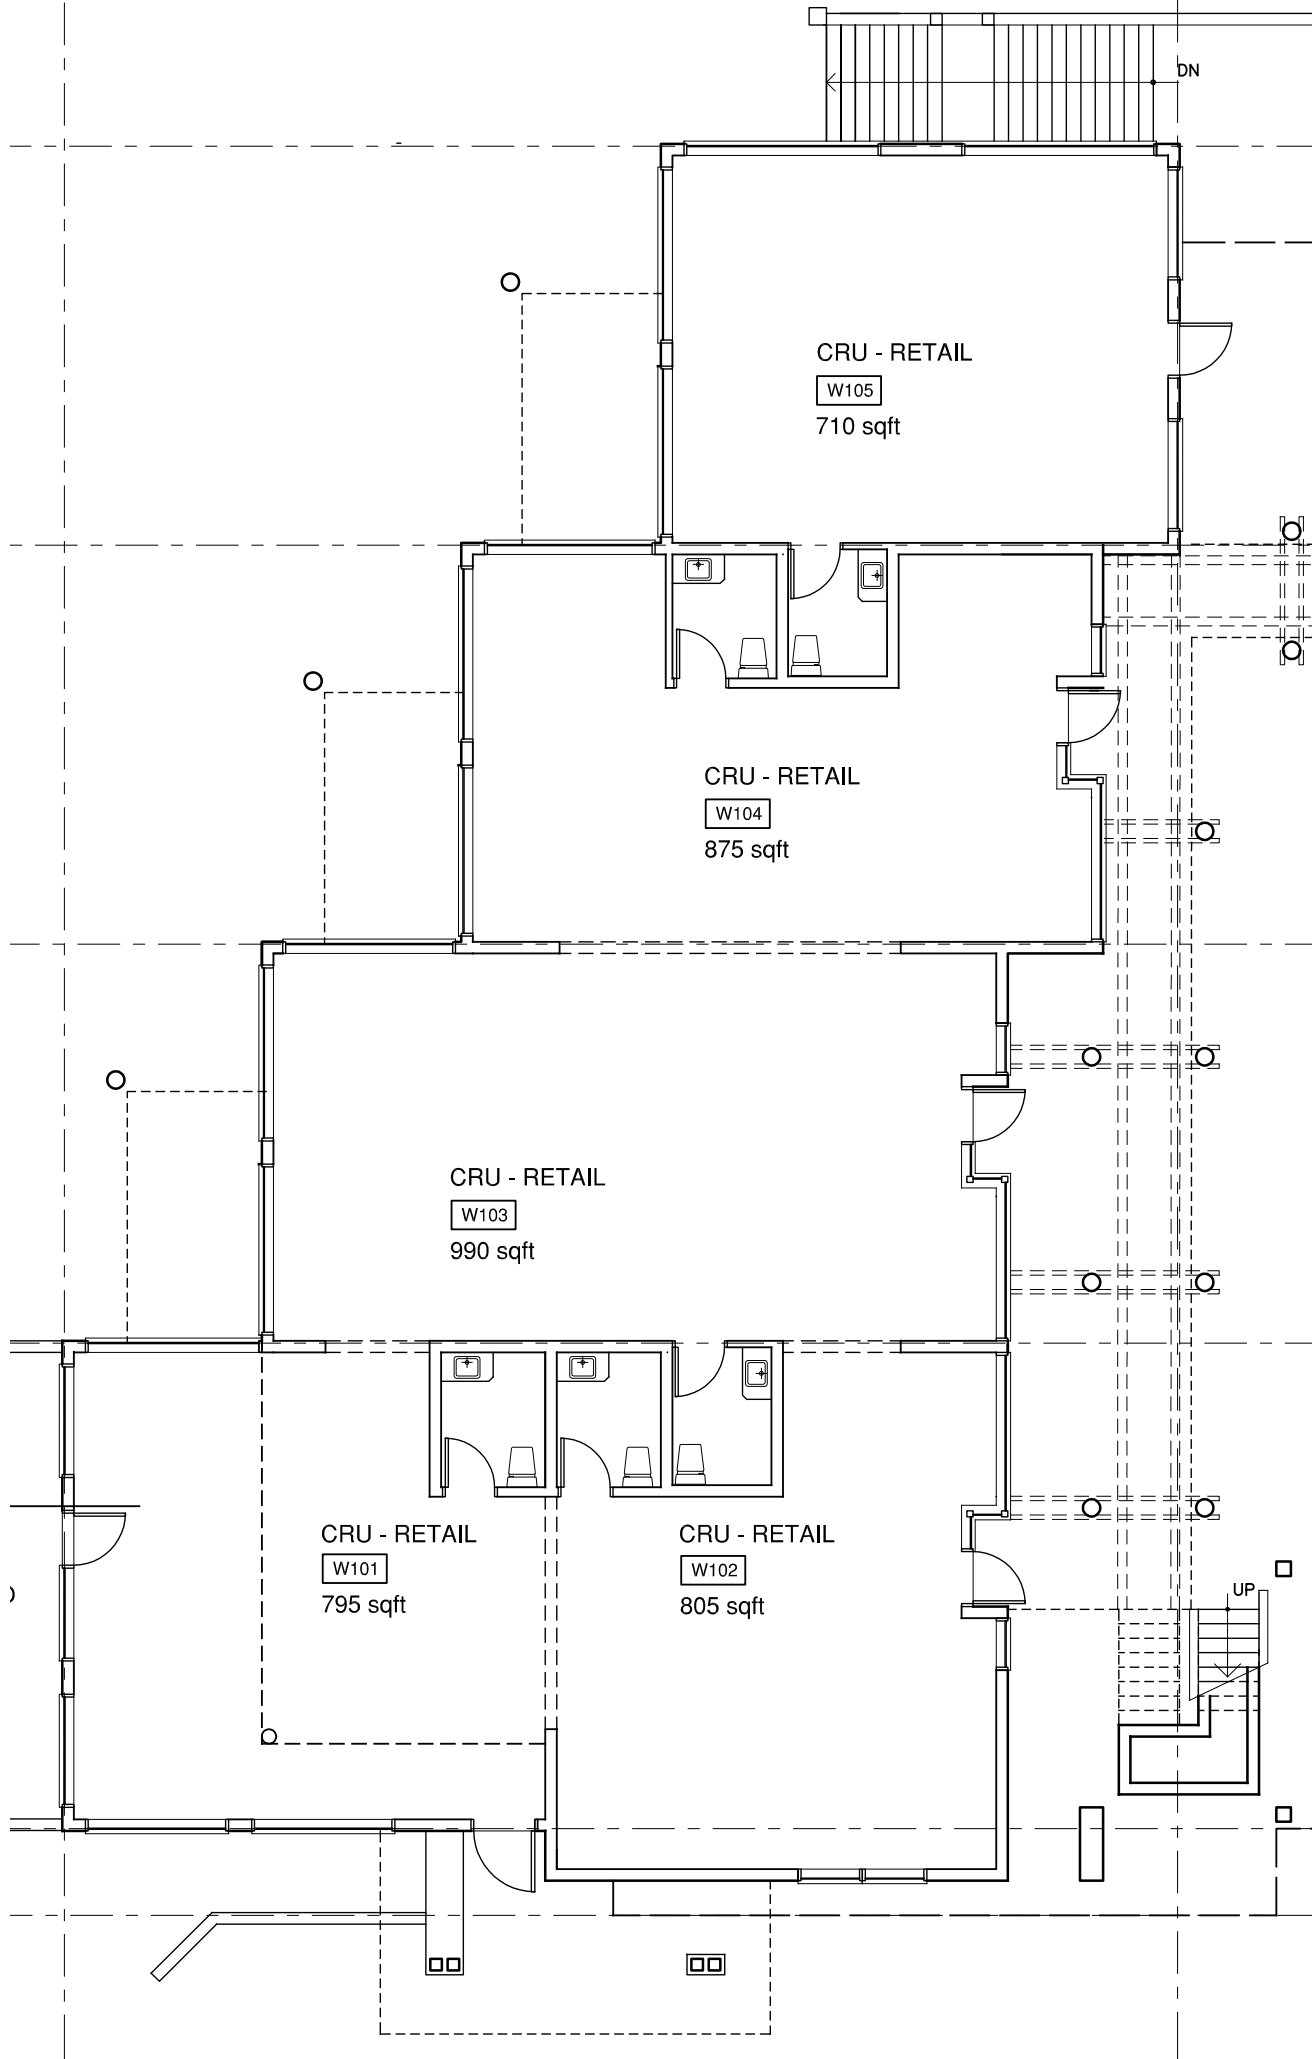 DN
CRU - RETAIL
W105
710 sqft
CRU - RETAIL
W104
875 sqft
CRU - RETAIL
W103
990 sqft
CRU - RETAIL
W101
795 sqft
CRU - RETAIL
W102
805 sqft
UP